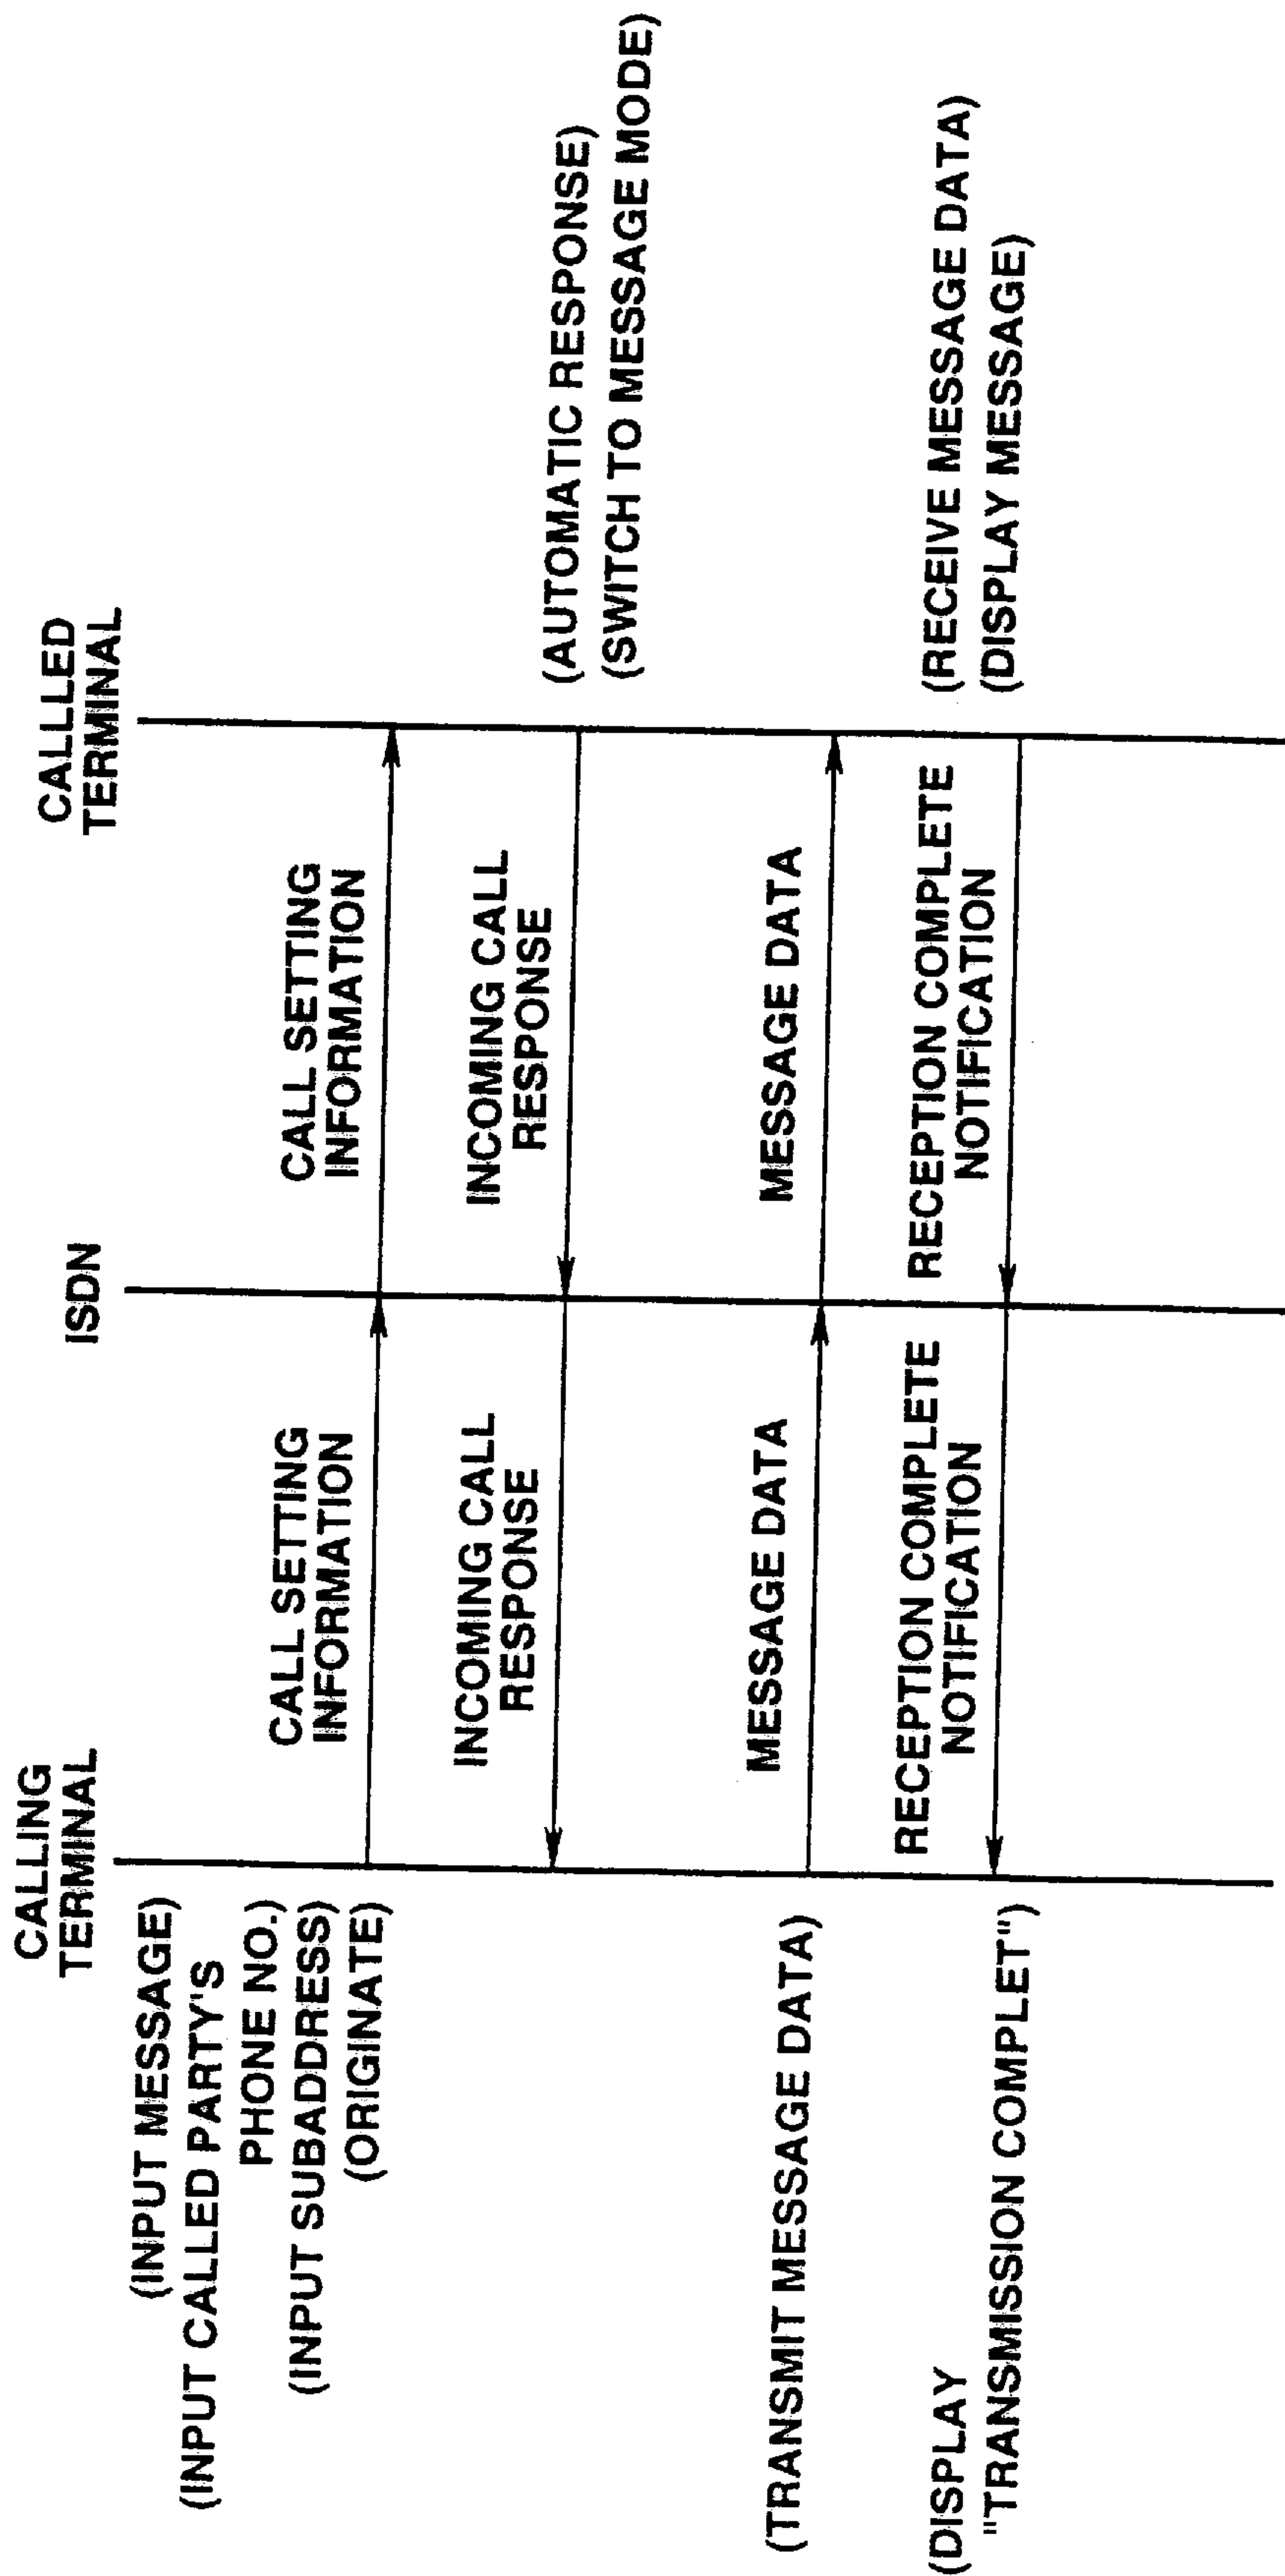 CALLING
TERMINAL
ISDN
CALLLED
TERMINAL
(INPUT MESSAGE)
(INPUT CALLED PARTY'S
PHONE NO.)
(INPUT SUBADDRESS)
(ORIGINATE)
CALL SETTING
INFORMATION
CALL SETTING
INFORMATION
INCOMING CALL
RESPONSE
INCOMING CALL
RESPONSE
(AUTOMATIC RESPONSE)
(SWITCH TO MESSAGE MODE)
(TRANSMIT MESSAGE DATA)
MESSAGE DATA
MESSAGE DATA
RECEPTION COMPLETE
NOTIFICATION
RECEPTION COMPLETE
NOTIFICATION
(RECEIVE MESSAGE DATA)
(DISPLAY MESSAGE)
(DISPLAY
"TRANSMISSION COMPLET")